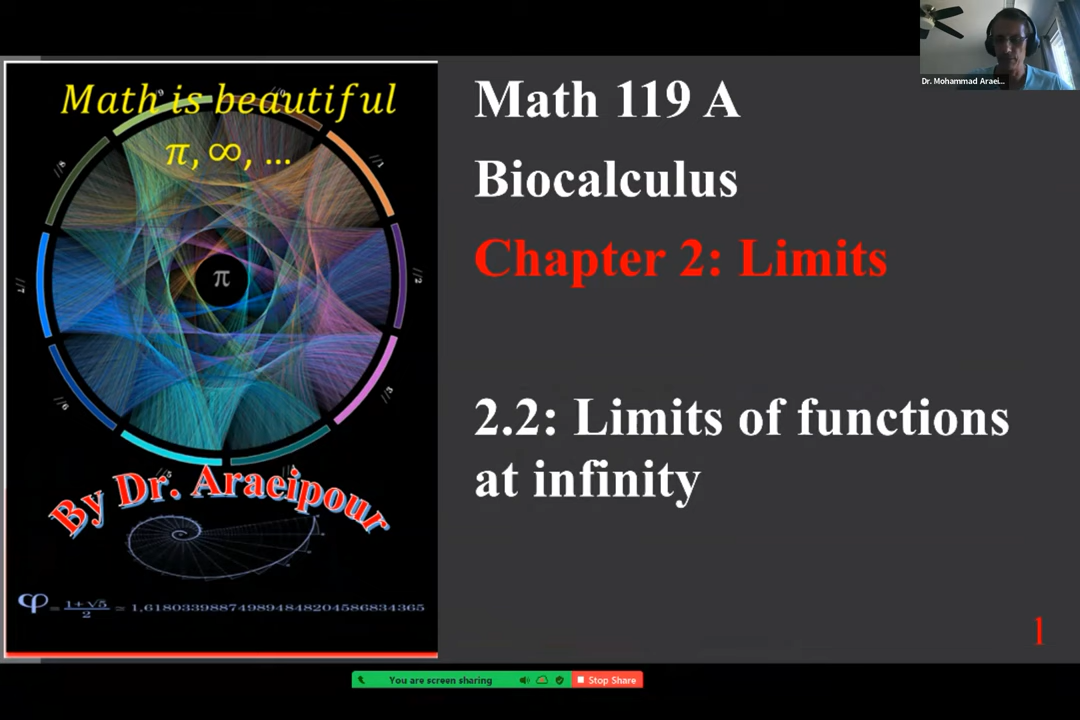 Math is beautiful
π, ∞, ...
π
By Dr. Araeipour
φ = 1+√5 / 2 ≈ 1,618033988749894848204586834365
Math 119 A
Biocalculus
Chapter 2: Limits
2.2: Limits of functions
at infinity
1
Dr. Mohammad Araei...
You are screen sharing
Stop Share